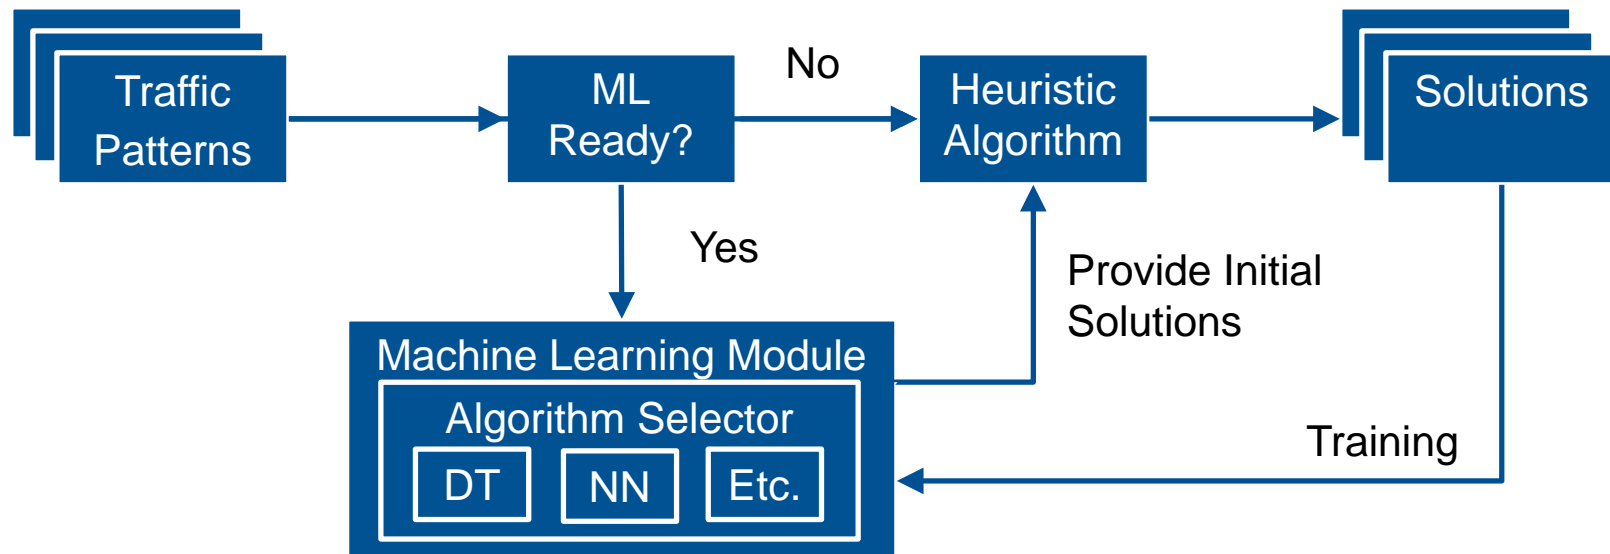 Traffic
Patterns
ML
Ready?
No
Heuristic
Algorithm
Solutions
Yes
Provide Initial
Solutions
Machine Learning Module
Algorithm Selector
DT
NN
Etc.
Training